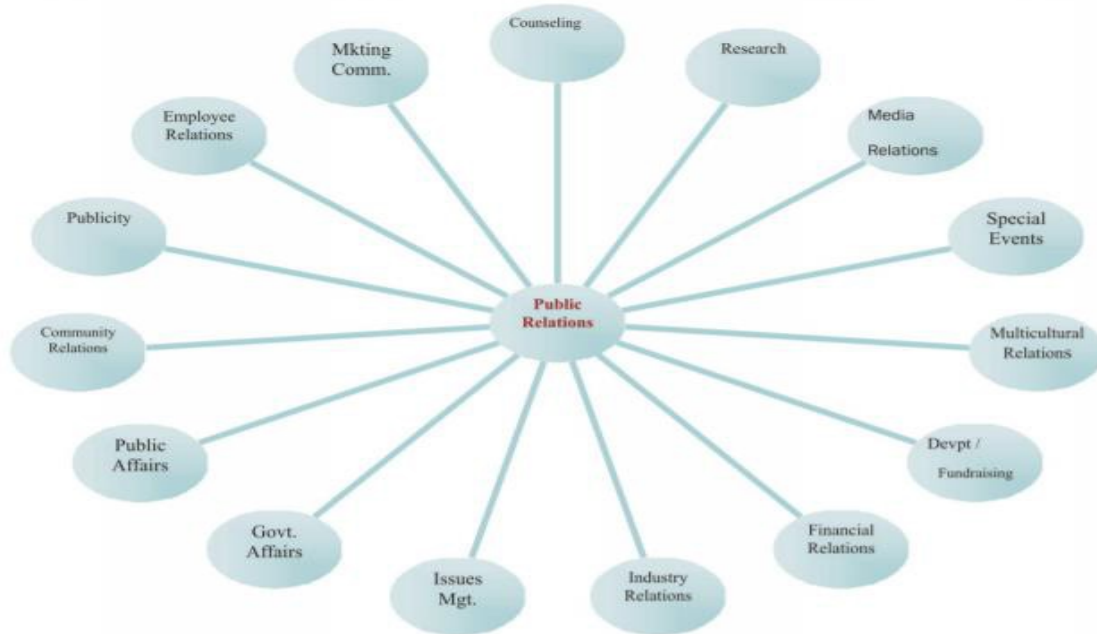 Counseling
Research
Media
Relations
Special
Events
Multicultural
Relations
Devpt /
Fundraising
Financial
Relations
Industry
Relations
Issues
Mgt.
Govt.
Affairs
Public
Affairs
Community
Relations
Publicity
Employee
Relations
Mkting
Comm.
Public
Relations